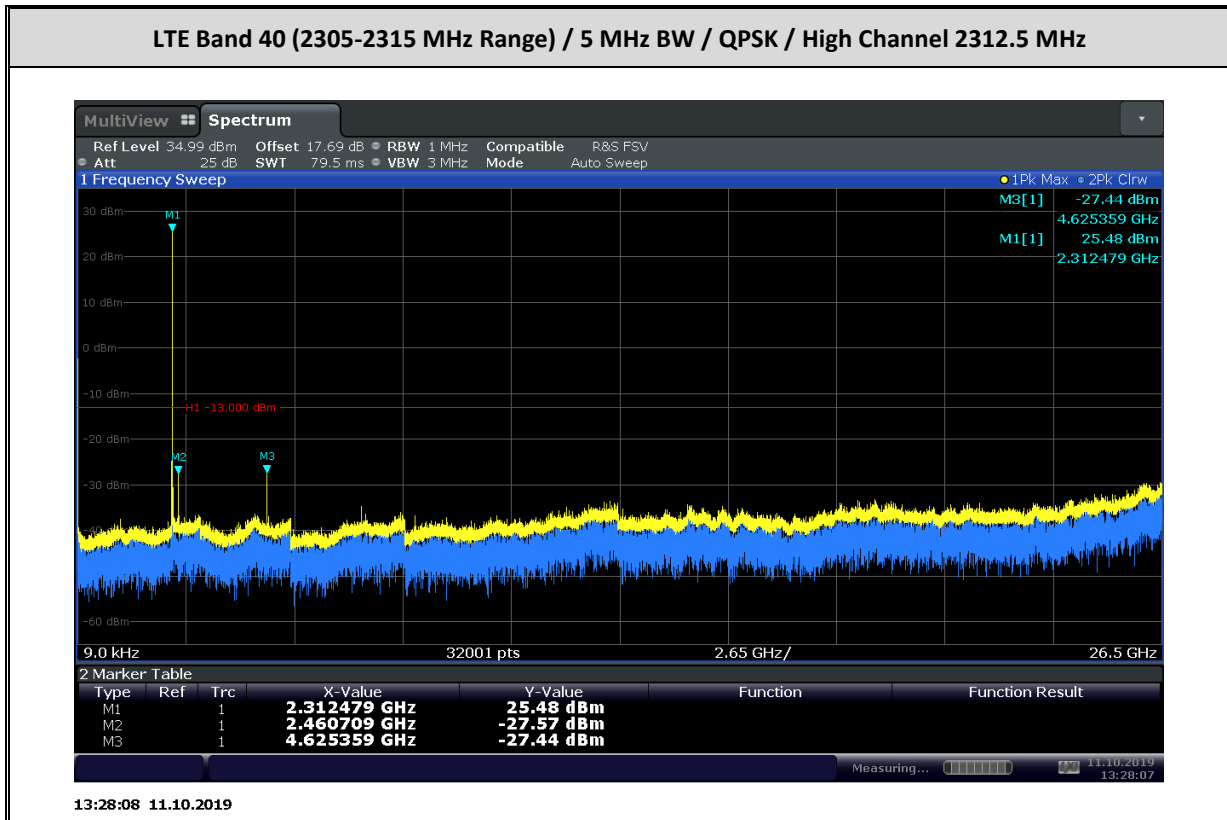 LTE Band 40 (2305-2315 MHz Range) / 5 MHz BW / QPSK / High Channel 2312.5 MHz
MultiView Spectrum
Ref Level 34.99 dBm Offset 17.69 dB RBW 1 MHz Compatible R&S FSV
Att 25 dB SWT 79.5 ms VBW 3 MHz Mode Auto Sweep
1 Frequency Sweep 1Pk Max 2Pk Clrw
M3[1] -27.44 dBm
4.625359 GHz
M1[1] 25.48 dBm
2.312479 GHz
30 dBm
M1
20 dBm
10 dBm
0 dBm
-10 dBm
H1 -13.000 dBm
-20 dBm
M2 M3
-30 dBm
-40 dBm
-60 dBm
9.0 kHz 32001 pts 2.65 GHz/ 26.5 GHz
2 Marker Table
Type Ref Trc X-Value Y-Value Function Function Result
M1 1 2.312479 GHz 25.48 dBm
M2 1 2.460709 GHz -27.57 dBm
M3 1 4.625359 GHz -27.44 dBm
Measuring... 11.10.2019
13:28:07
13:28:08 11.10.2019